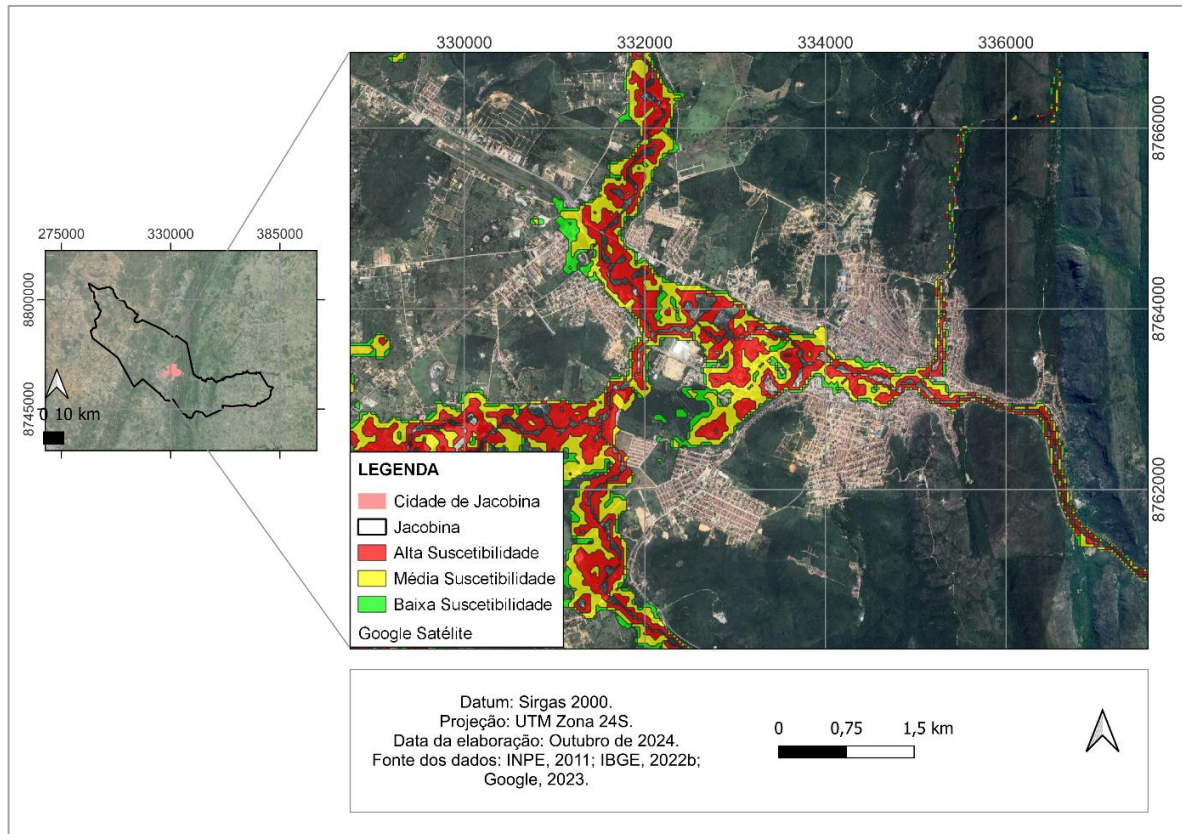 330000
332000
334000
336000
8766000
8764000
8762000
275000
330000
385000
8800000
8745000
0 10 km
LEGENDA
Cidade de Jacobina
Jacobina
Alta Suscetibilidade
Média Suscetibilidade
Baixa Suscetibilidade
Google Satélite
Datum: Sirgas 2000.
Projeção: UTM Zona 24S.
Data da elaboração: Outubro de 2024.
Fonte dos dados: INPE, 2011; IBGE, 2022b;
Google, 2023.
0 0,75 1,5 km